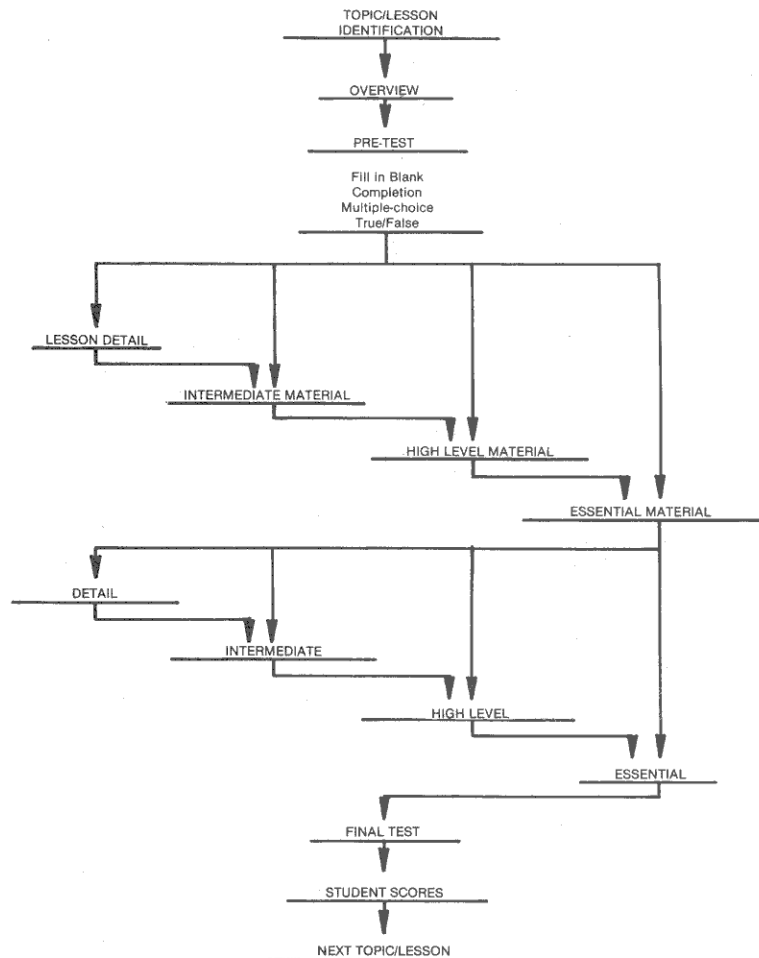 TOPIC/LESSON
IDENTIFICATION
OVERVIEW
PRE-TEST
Fill in Blank
Completion
Multiple-choice
True/False
LESSON DETAIL
INTERMEDIATE MATERIAL
HIGH LEVEL MATERIAL
ESSENTIAL MATERIAL
DETAIL
INTERMEDIATE
HIGH LEVEL
ESSENTIAL
FINAL TEST
STUDENT SCORES
NEXT TOPIC/LESSON